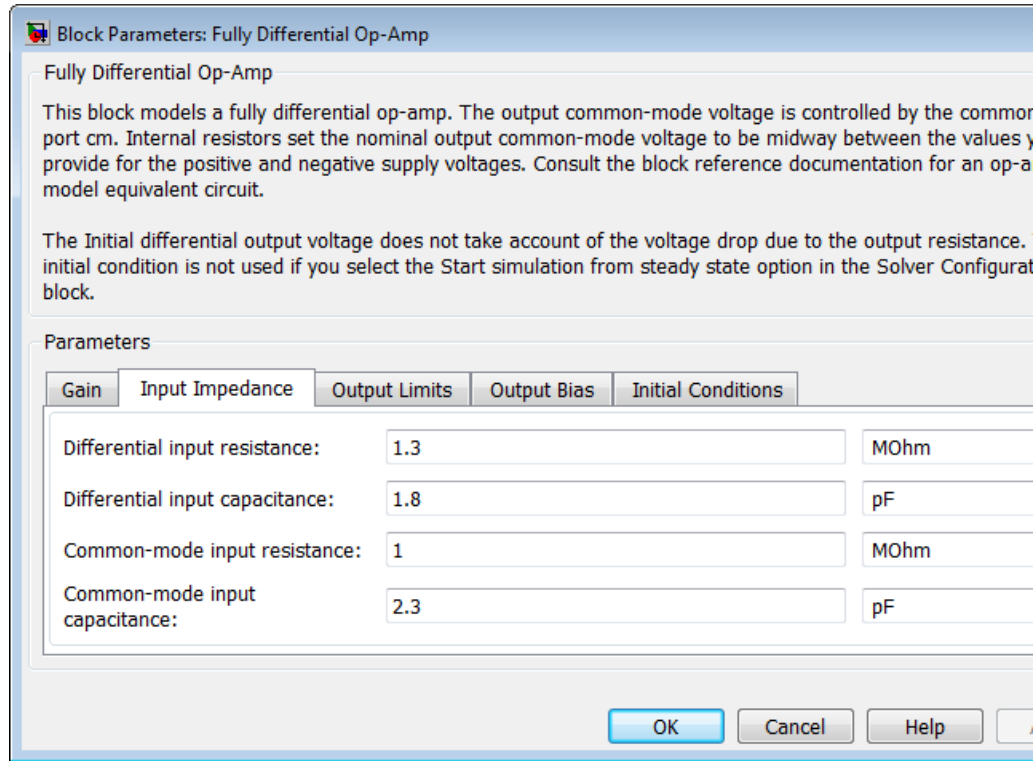 Block Parameters: Fully Differential Op-Amp
Fully Differential Op-Amp
This block models a fully differential op-amp. The output common-mode voltage is controlled by the common
port cm. Internal resistors set the nominal output common-mode voltage to be midway between the values
provide for the positive and negative supply voltages. Consult the block reference documentation for an
model equivalent circuit.
The Initial differential output voltage does not take account of the voltage drop due to the output resistance.
initial condition is not used if you select the Start simulation from steady state option in the Solver
block.
Parameters
Gain Input Impedance Output Limits Output Bias Initial Conditions
Differential input resistance: 1.3 MOhm
Differential input capacitance: 1.8 pF
Common-mode input resistance: 1 MOhm
Common-mode input
capacitance: 2.3 pF
OK Cancel Help